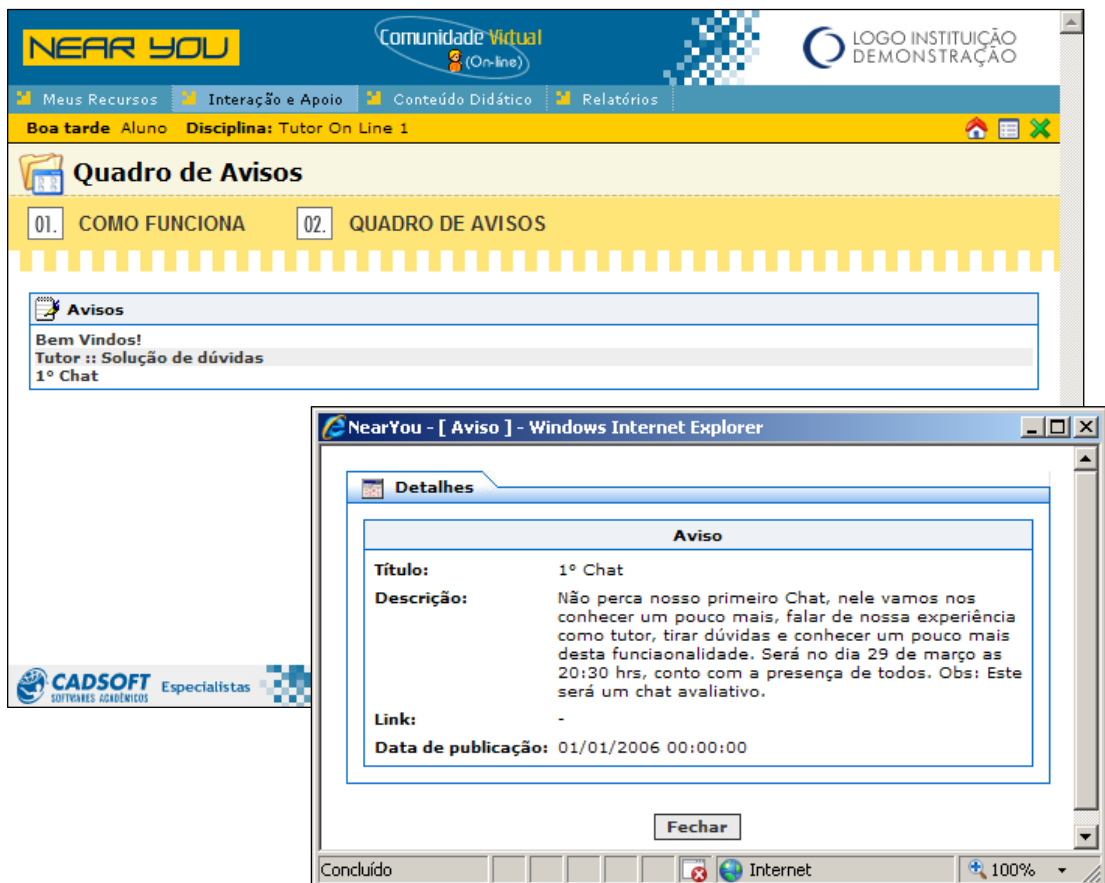 NEAR YOU
Comunidade Virtual
(On-line)
LOGO INSTITUIÇÃO
DEMONSTRAÇÃO
Meus Recursos Interação e Apoio Conteúdo Didático Relatórios
Boa tarde Aluno Disciplina: Tutor On Line 1
Quadro de Avisos
01. COMO FUNCIONA 02. QUADRO DE AVISOS
Avisos
Bem Vindos!
Tutor :: Solução de dúvidas
1º Chat
NearYou - [ Aviso ] - Windows Internet Explorer
Detalhes
Aviso
Título: 1º Chat
Descrição: Não perca nosso primeiro Chat, nele vamos nos
conhecer um pouco mais, falar de nossa experiência
como tutor, tirar dúvidas e conhecer um pouco mais
desta funciaonalidade. Será no dia 29 de março as
20:30 hrs, conto com a presença de todos. Obs: Este
será um chat avaliativo.
Link: -
Data de publicação: 01/01/2006 00:00:00
Fechar
CADSOFT Especialistas
SOFTWARES ACADÊMICOS
Concluído Internet 100%